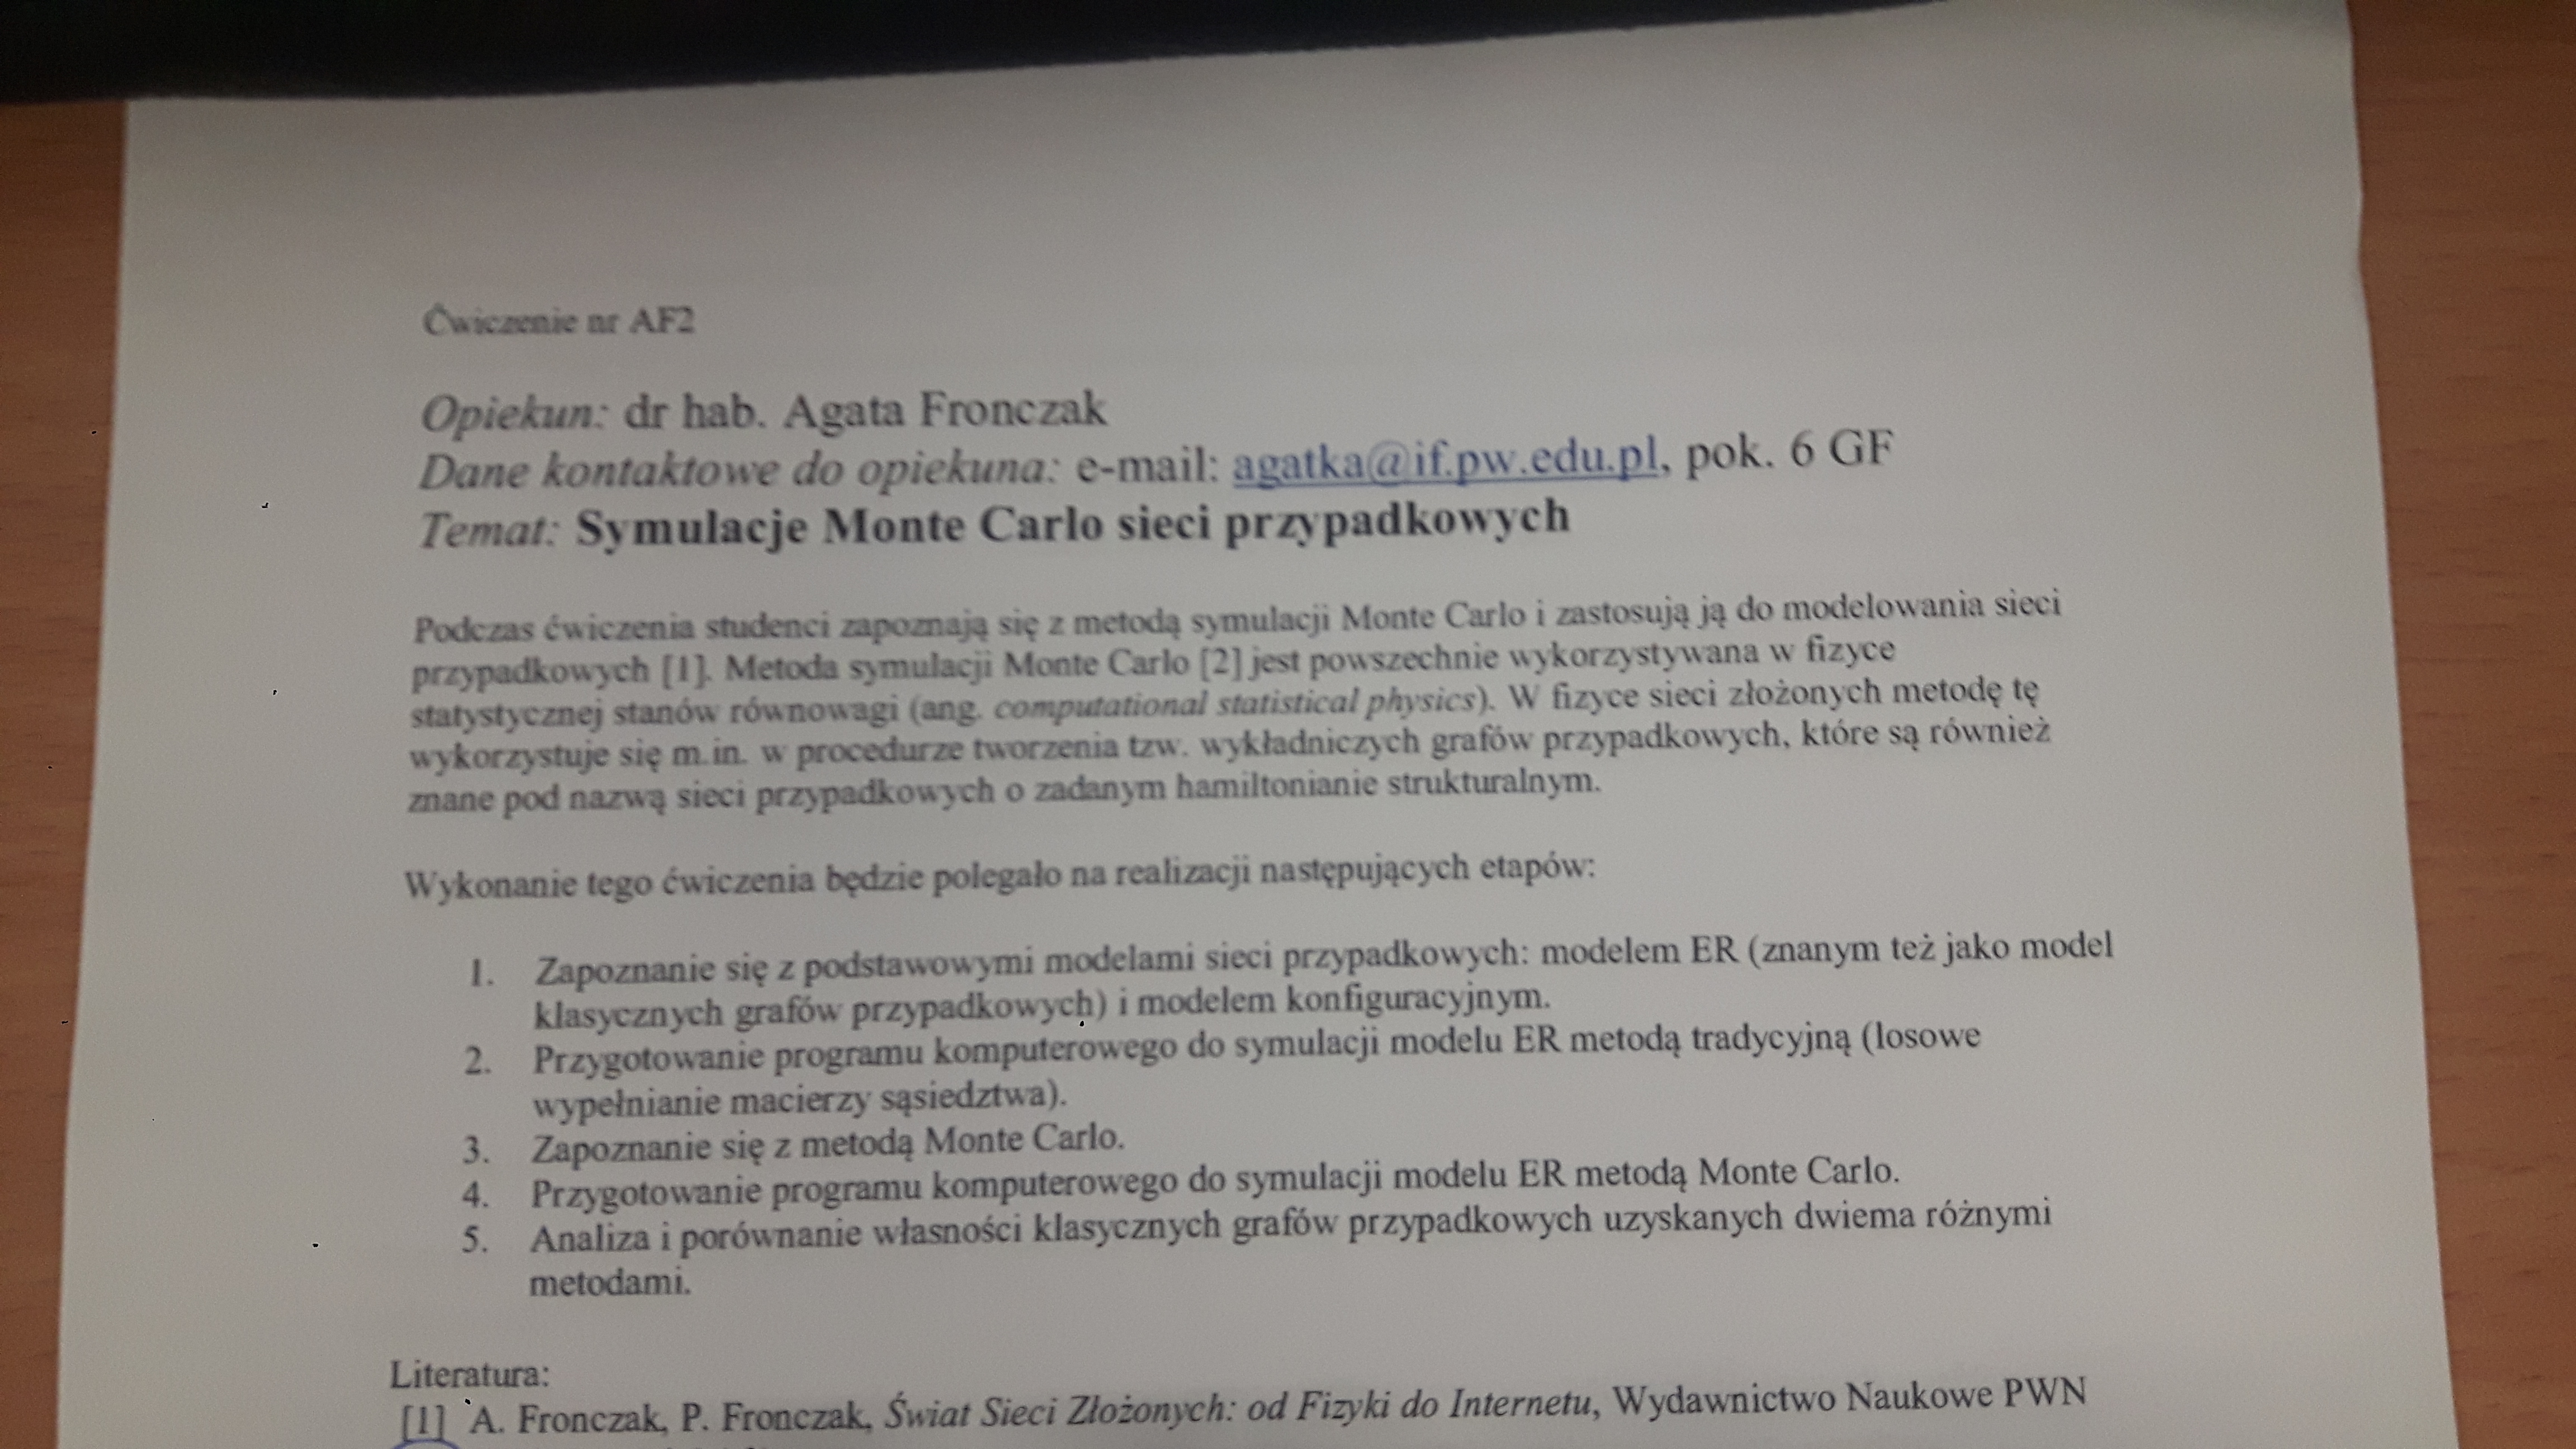 Ćwiczenie nr AF2
Opiekun: dr hab. Agata Fronczak
Dane kontaktowe do opiekuna: e-mail: agatka@if.pw.edu.pl, pok. 6 GF
Temat: Symulacje Monte Carlo sieci przypadkowych
Podczas ćwiczenia studenci zapoznają się z metodą symulacji Monte Carlo i zastosują ją do modelowania sieci
przypadkowych [1]. Metoda symulacji Monte Carlo [2] jest powszechnie wykorzystywana w fizyce
statystycznej stanów równowagi (ang. computational statistical physics). W fizyce sieci złożonych metodę tę
wykorzystuje się m.in. w procedurze tworzenia tzw. wykładniczych grafów przypadkowych, które są również
znane pod nazwą sieci przypadkowych o zadanym hamiltonianie strukturalnym.
Wykonanie tego ćwiczenia będzie polegało na realizacji następujących etapów:
1. Zapoznanie się z podstawowymi modelami sieci przypadkowych: modelem ER (znanym też jako model
klasycznych grafów przypadkowych) i modelem konfiguracyjnym.
2. Przygotowanie programu komputerowego do symulacji modelu ER metodą tradycyjną (losowe
wypełnianie macierzy sąsiedztwa).
3. Zapoznanie się z metodą Monte Carlo.
4. Przygotowanie programu komputerowego do symulacji modelu ER metodą Monte Carlo.
5. Analiza i porównanie własności klasycznych grafów przypadkowych uzyskanych dwiema różnymi
metodami.
Literatura:
[1] A. Fronczak, P. Fronczak, Świat Sieci Złożonych: od Fizyki do Internetu, Wydawnictwo Naukowe PWN